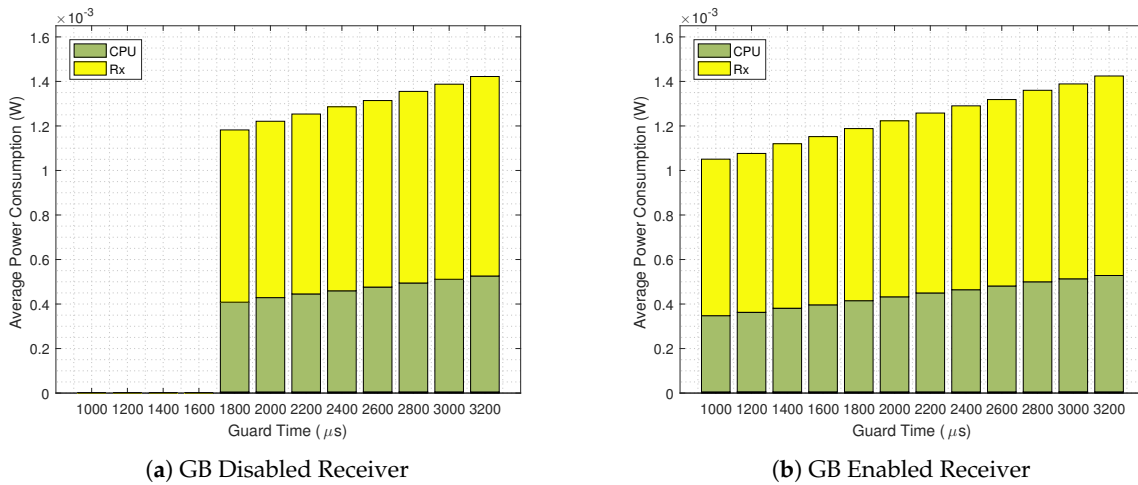 ×10⁻³
1.6
1.4
1.2
1
0.8
0.6
0.4
0.2
0
Average Power Consumption (W)
CPU
Rx
1000 1200 1400 1600 1800 2000 2200 2400 2600 2800 3000 3200
Guard Time ( μs)
(a) GB Disabled Receiver
×10⁻³
1.6
1.4
1.2
1
0.8
0.6
0.4
0.2
0
Average Power Consumption (W)
CPU
Rx
1000 1200 1400 1600 1800 2000 2200 2400 2600 2800 3000 3200
Guard Time ( μs)
(b) GB Enabled Receiver